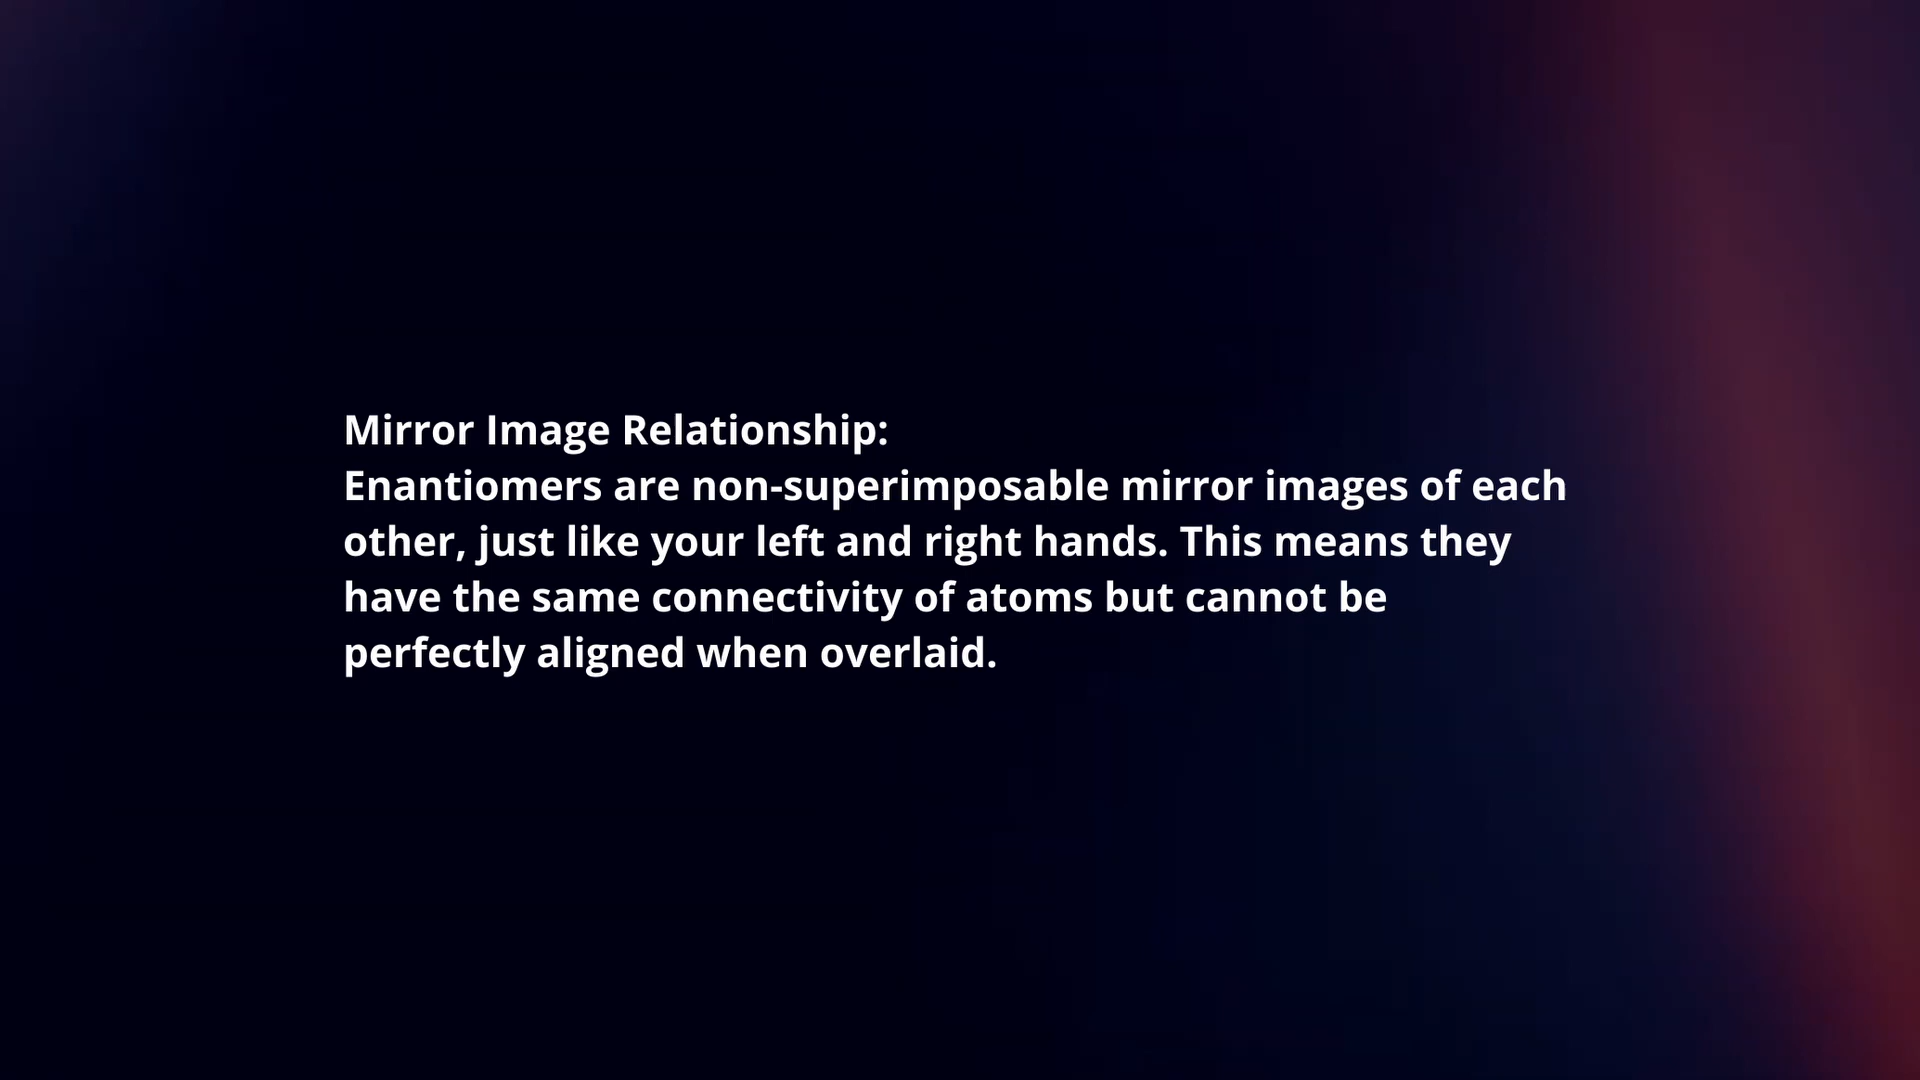 Mirror Image Relationship:
Enantiomers are non-superimposable mirror images of each
other, just like your left and right hands. This means they
have the same connectivity of atoms but cannot be
perfectly aligned when overlaid.